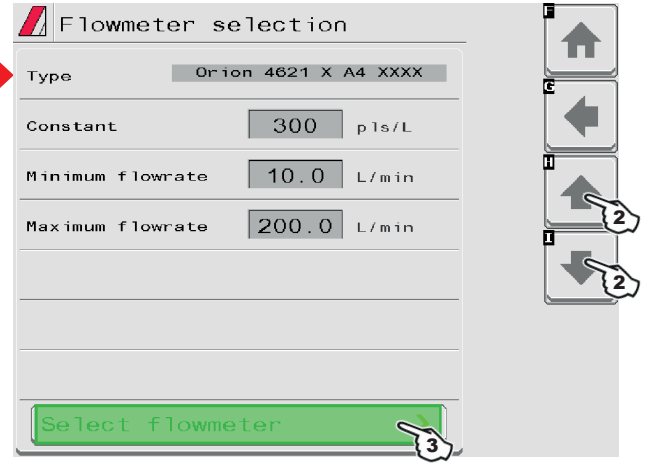 Flowmeter selection
Type Orion 4621 X A4 XXXX
Constant 300 pls/L
Minimum flowrate 10.0 L/min
Maximum flowrate 200.0 L/min
Select flowmeter
3
F
G
H
2
I
2